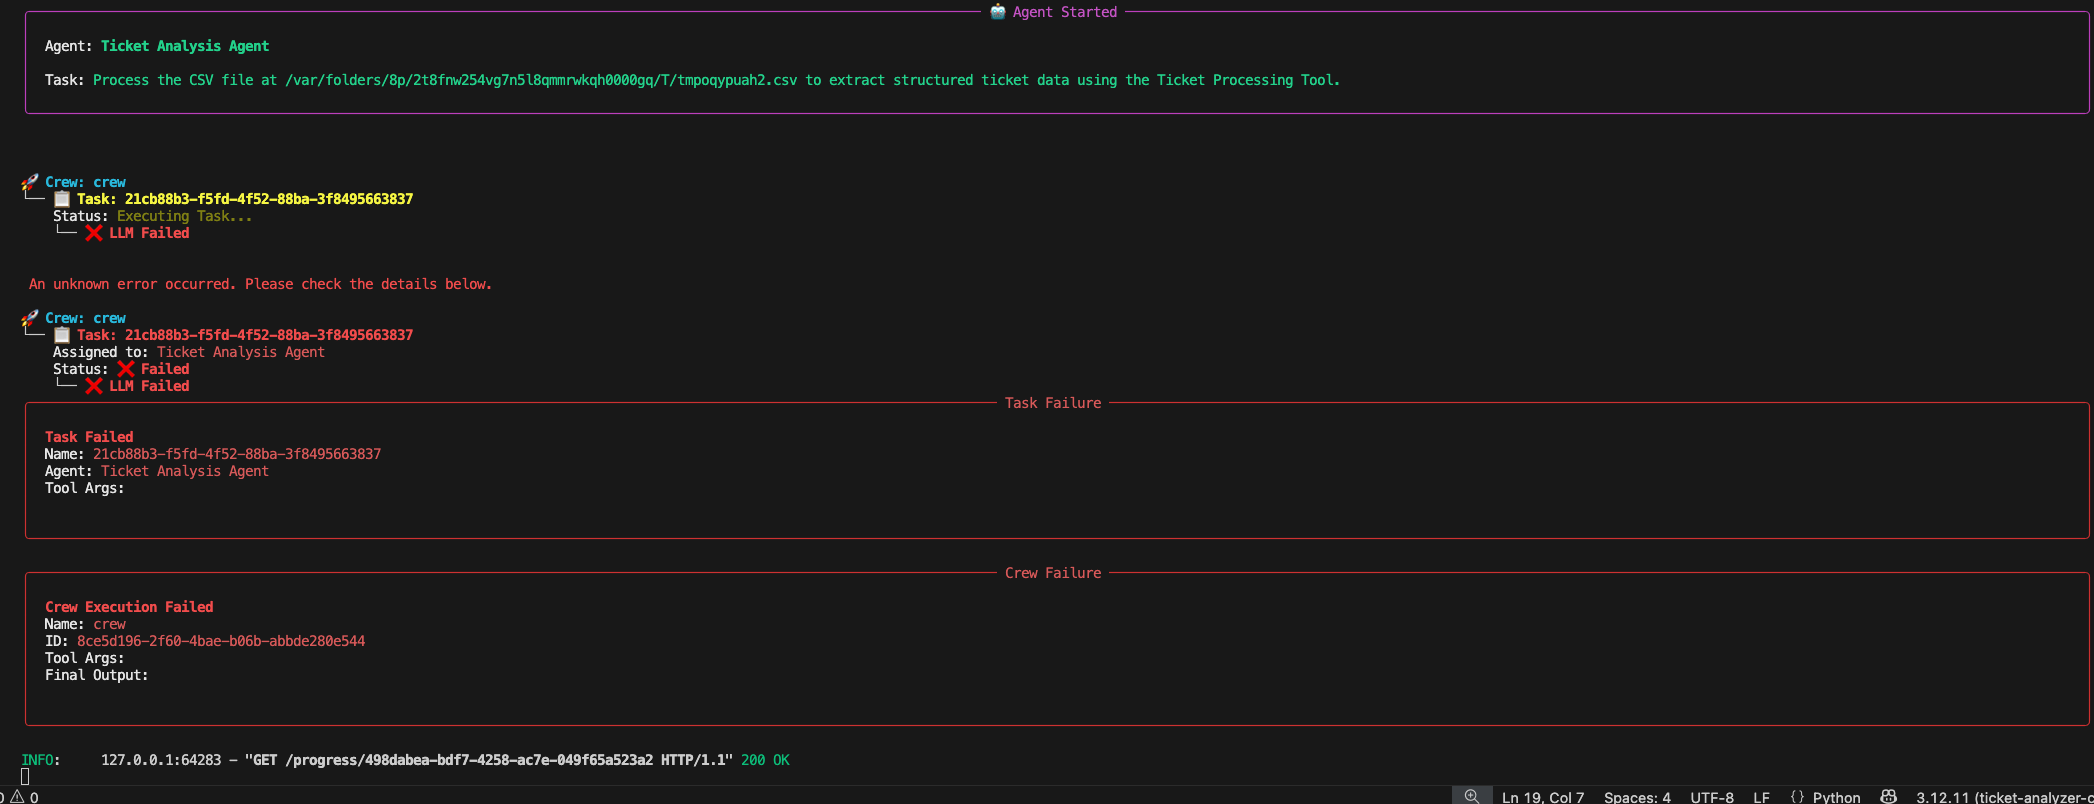 Agent Started
Agent: Ticket Analysis Agent
Task: Process the CSV file at /var/folders/8p/2t8fnw254vg7n5l8qmmrwkqh0000gq/T/tmpoqypuah2.csv to extract structured ticket data using the Ticket Processing Tool.
Crew: crew
Task: 21cb88b3-f5fd-4f52-88ba-3f8495663837
Status: Executing Task...
LLM Failed
An unknown error occurred. Please check the details below.
Crew: crew
Task: 21cb88b3-f5fd-4f52-88ba-3f8495663837
Assigned to: Ticket Analysis Agent
Status: ❌ Failed
❌ LLM Failed
Task Failure
Task Failed
Name: 21cb88b3-f5fd-4f52-88ba-3f8495663837
Agent: Ticket Analysis Agent
Tool Args:
Crew Failure
Crew Execution Failed
Name: crew
ID: 8ce5d196-2f60-4bae-b06b-abbde280e544
Tool Args:
Final Output:
INFO: 127.0.0.1:64283 - "GET /progress/498dabea-bdf7-4258-ac7e-049f65a523a2 HTTP/1.1" 200 OK
0 ⚠ 0 Ln 19, Col 7 Spaces: 4 UTF-8 LF {} Python 3.12.11 (ticket-analyzer-